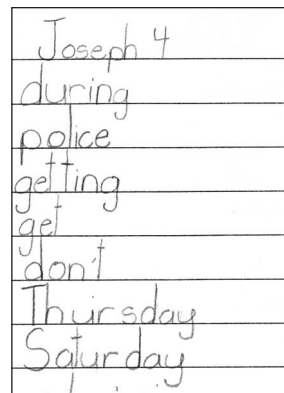 Joseph 4
during
police
getting
get
don't
Thursday
Saturday